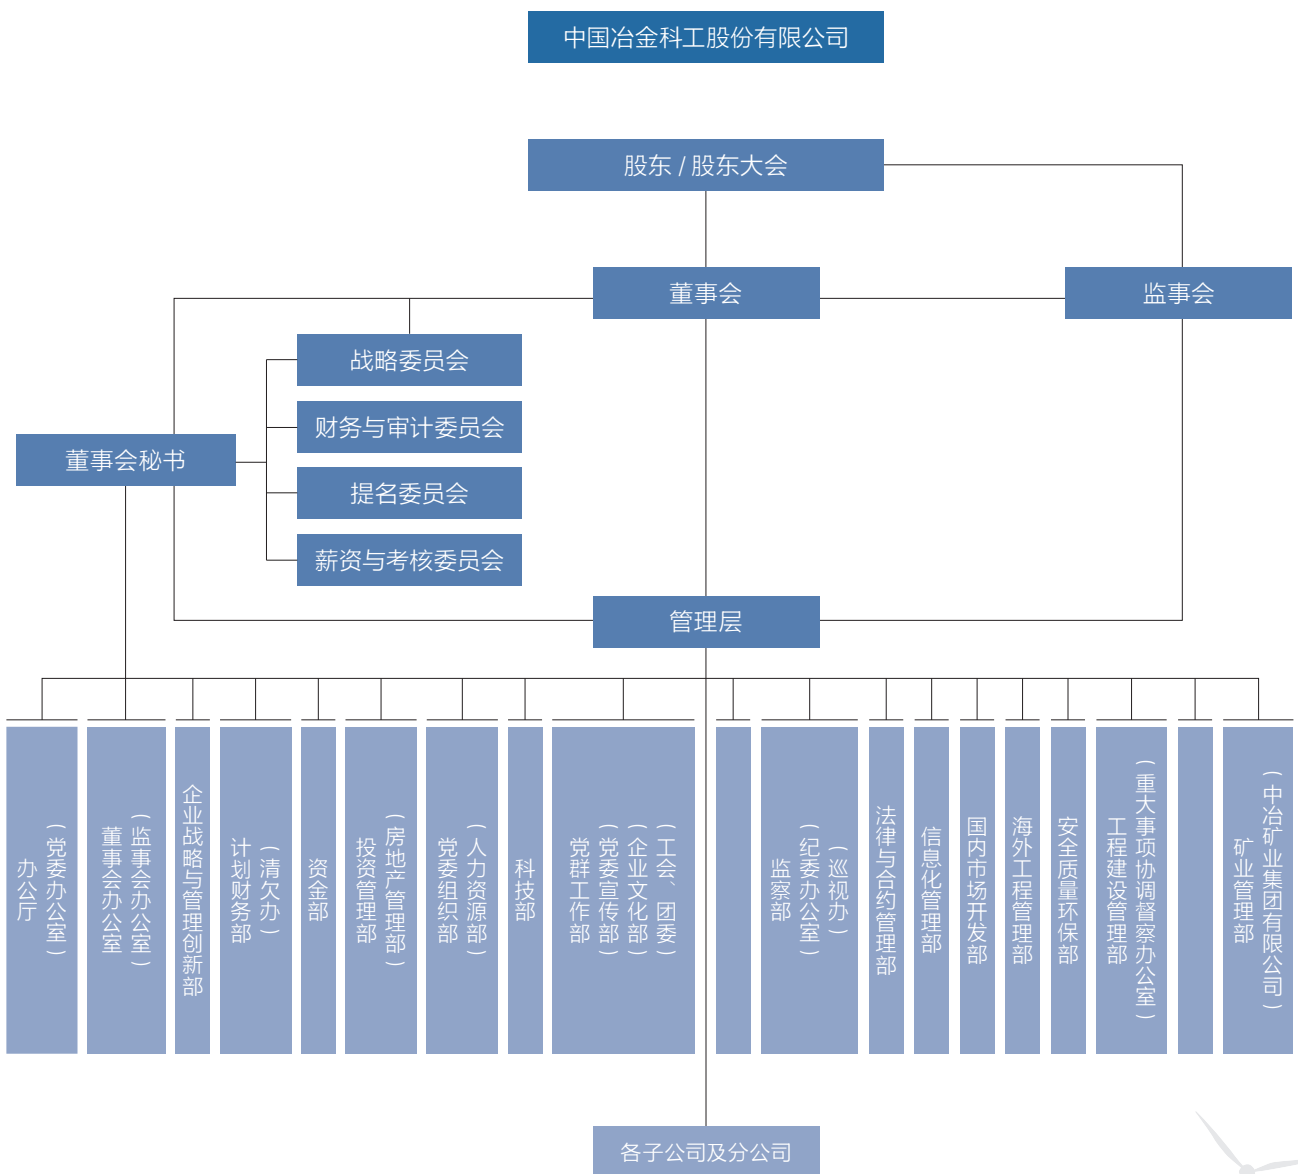 中国冶金科工股份有限公司
股东 / 股东大会
董事会
监事会
战略委员会
财务与审计委员会
董事会秘书
提名委员会
薪资与考核委员会
管理层
办公厅
（党委办公室）
董事会办公室
（监事会办公室）
企业战略与管理创新部
计划财务部
（清欠办）
资金部
投资管理部
（房地产管理部）
党委组织部
（人力资源部）
科技部
党群工作部
（党委宣传部）
（企业文化部）
（工会、团委）
监察部
（纪委办公室）
（巡视办）
法律与合约管理部
信息化管理部
国内市场开发部
海外工程管理部
安全质量环保部
工程建设管理部
（重大事项协调督察办公室）
矿业管理部
（中冶矿业集团有限公司）
各子公司及分公司